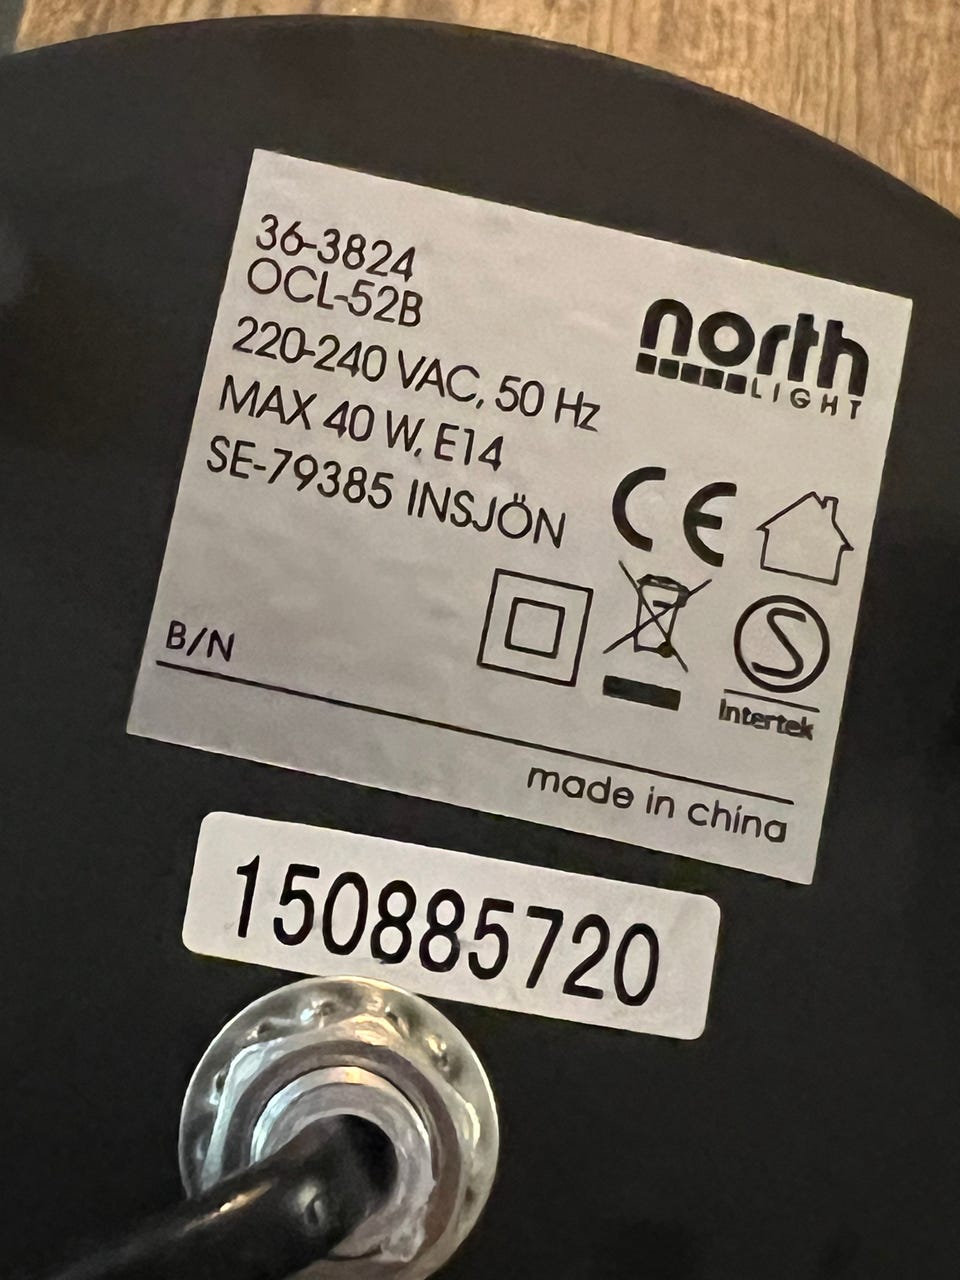 36-3824
OCL-52B
220-240 VAC, 50 Hz
MAX 40 W, E14
SE-79385 INSJÖN
north
LIGHT
CE
S
Intertek
B/N
made in china
150885720